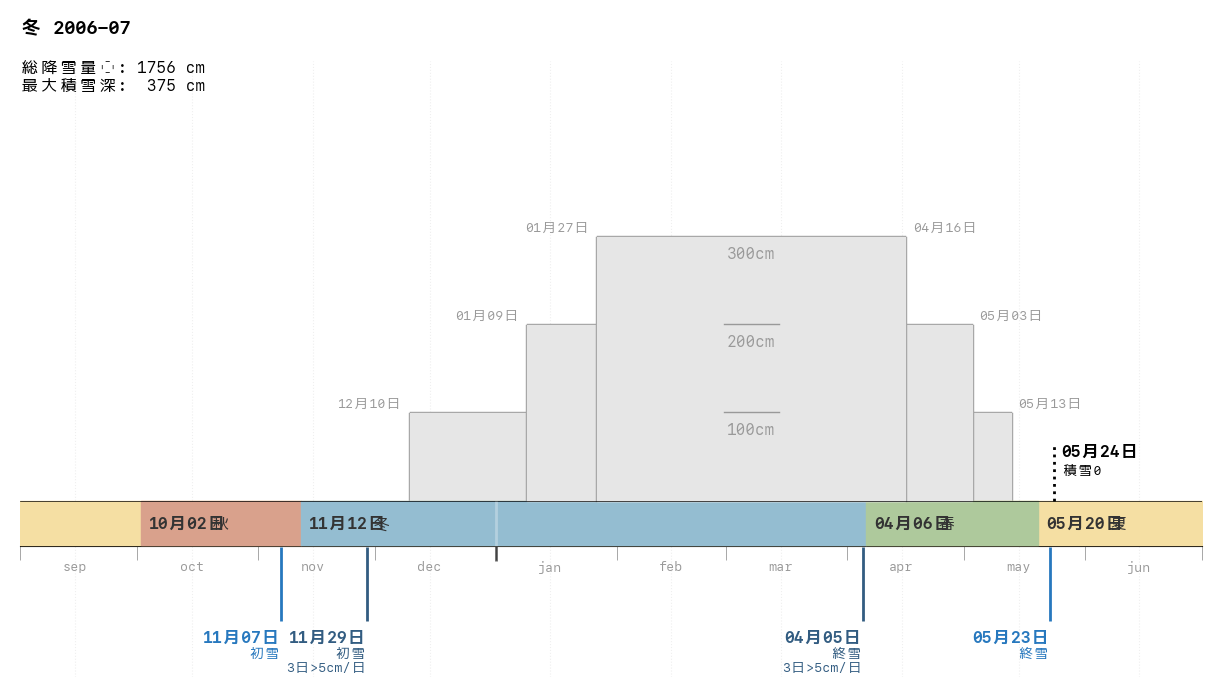 冬 2006–07
総降雪量: 1756 cm
最大積雪深: 375 cm
01月27日
04月16日
300cm
01月09日
05月03日
200cm
12月10日
05月13日
100cm
05月24日
積雪0
10月02日 秋
11月12日 冬
04月06日 春
05月20日 夏
sep oct nov dec jan feb mar apr may jun
11月07日
初雪
11月29日
初雪
3日>5cm/日
04月05日
終雪
3日>5cm/日
05月23日
終雪